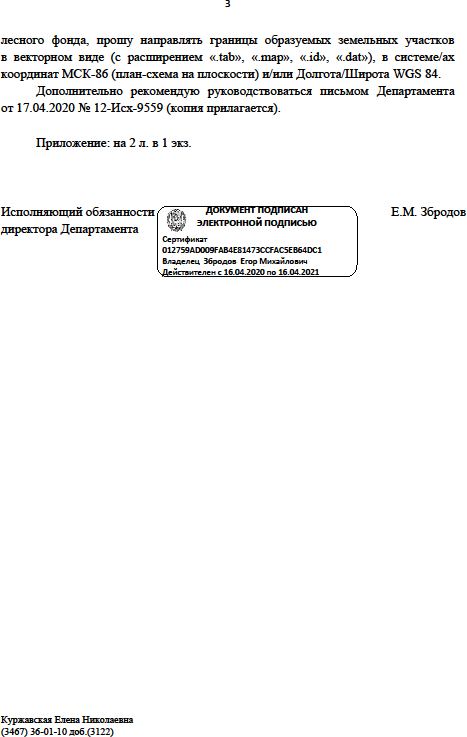 3
лесного фонда, прошу направлять границы образуемых земельных участков
в векторном виде (с расширением «.tab», «.map», «.id», «.dat»), в системе/ах
координат МСК-86 (план-схема на плоскости) и/или Долгота/Широта WGS 84.
Дополнительно рекомендую руководствоваться письмом Департамента
от 17.04.2020 № 12-Исх-9559 (копия прилагается).
Приложение: на 2 л. в 1 экз.
Исполняющий обязанности
директора Департамента
ДОКУМЕНТ ПОДПИСАН
ЭЛЕКТРОННОЙ ПОДПИСЬЮ
Сертификат
012759AD009FAB4E81473CCFAC5EB64DC1
Владелец Збродов Егор Михайлович
Действителен с 16.04.2020 по 16.04.2021
Е.М. Збродов
Куржавская Елена Николаевна
(3467) 36-01-10 доб.(3122)